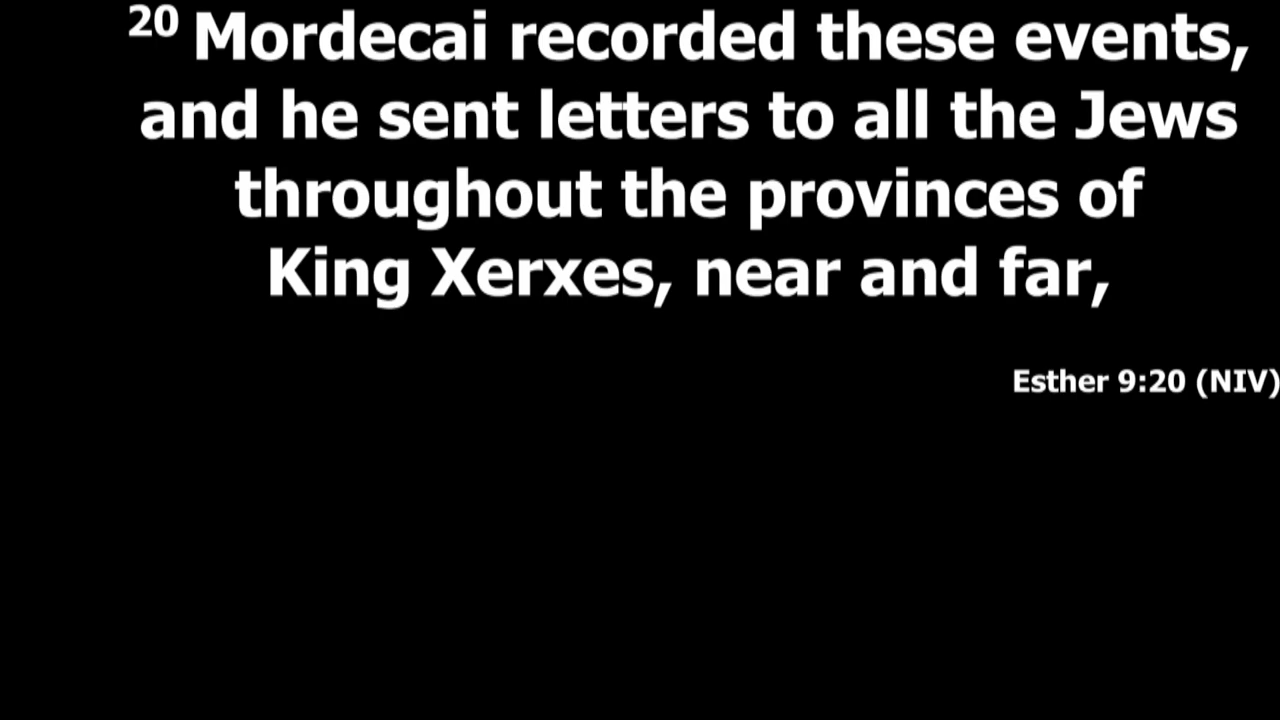 20 Mordecai recorded these events,
and he sent letters to all the Jews
throughout the provinces of
King Xerxes, near and far,
Esther 9:20 (NIV)